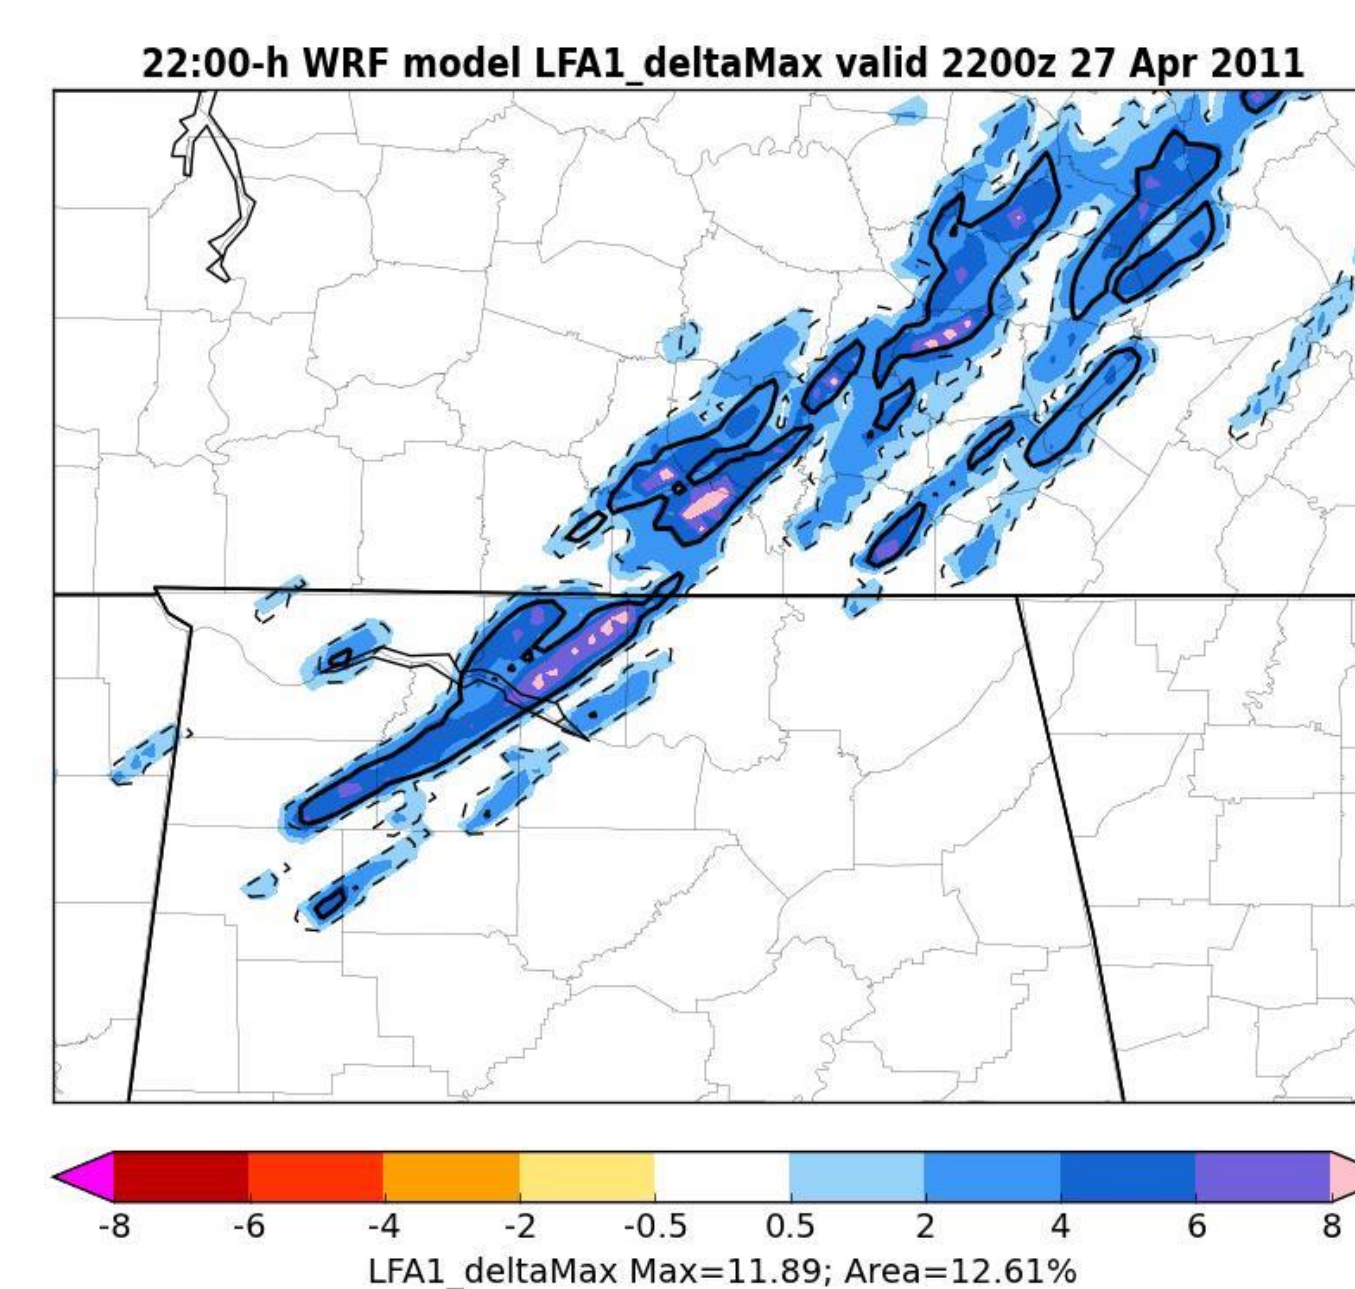 22:00-h WRF model LFA1_deltaMax valid 2200z 27 Apr 2011
-8 -6 -4 -2 -0.5 0.5 2 4 6 8
LFA1_deltaMax Max=11.89; Area=12.61%